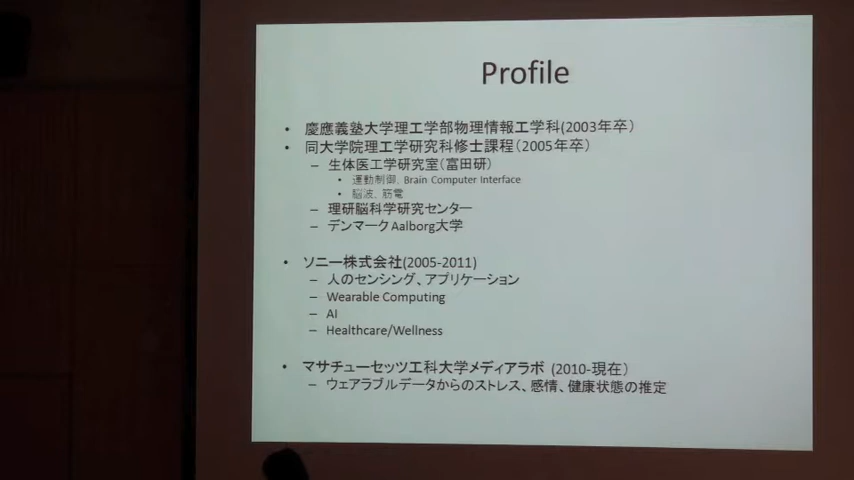 Profile
• 慶應義塾大学理工学部物理情報工学科(2003年卒)
• 同大学院理工学研究科修士課程(2005年卒)
– 生体医工学研究室(富田研)
• 運動制御、Brain Computer Interface
• 脳波、筋電
– 理研脳科学研究センター
– デンマークAalborg大学
• ソニー株式会社(2005-2011)
– 人のセンシング、アプリケーション
– Wearable Computing
– AI
– Healthcare/Wellness
• マサチューセッツ工科大学メディアラボ (2010-現在)
– ウェアラブルデータからのストレス、感情、健康状態の推定